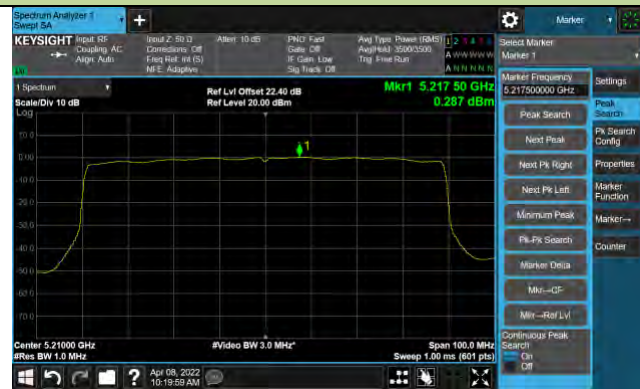 Spectrum Analyzer 1
Swept SA
Marker
KEYSIGHT
Input: RF
Coupling: AC
Align: Auto
Input Z: 50 Ω
Corrections: Off
Freq Ref: Int (S)
NFE: Adaptive
Atten: 10 dB
PNO: Fast
Gate: Off
IF Gain: Low
Sig Track: Off
Avg Type: Power (RMS)
Avg|Hold: 3500/3500
Trig: Free Run
1 2 3 4 5 6
A W W W W W
A N N N N N
1 Spectrum
Scale/Div 10 dB
Log
Ref Lvl Offset 22.40 dB
Ref Level 20.00 dBm
Mkr1 5.217 50 GHz
0.287 dBm
1
10.0
0.00
-10.0
-20.0
-30.0
-40.0
-50.0
-60.0
-70.0
Center 5.21000 GHz
#Res BW 1.0 MHz
#Video BW 3.0 MHz*
Span 100.0 MHz
Sweep 1.00 ms (601 pts)
Select Marker
Marker 1
Marker Frequency
5.217500000 GHz
Peak Search
Next Peak
Next Pk Right
Next Pk Left
Minimum Peak
Pk-Pk Search
Marker Delta
Mkr→CF
Mkr→Ref Lvl
Continuous Peak
Search
On
Off
Settings
Peak
Search
Pk Search
Config
Properties
Marker
Function
Marker→
Counter
Apr 08, 2022
10:19:59 AM